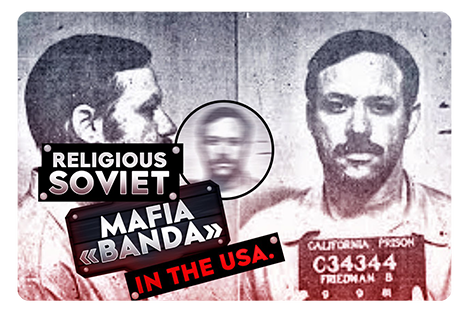 RELIGIOUS
SOVIET
MAFIA
«BANDA»
IN THE USA.
CALIFORNIA PRISON
C34344
FRIEDMAN B